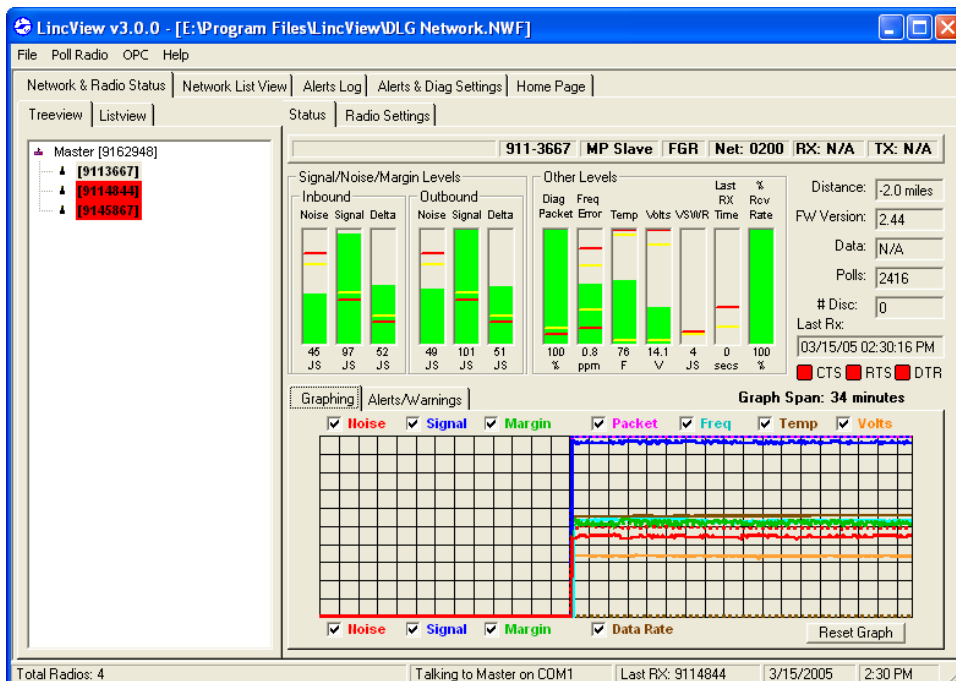 LincView v3.0.0 - [E:\Program Files\LincView\DLG Network.NWF]
File Poll Radio OPC Help
Network & Radio Status Network List View Alerts Log Alerts & Diag Settings Home Page
Treeview Listview
Status Radio Settings
Master [9162948]
[9113667]
[9114844]
[9145867]
911-3667 MP Slave FGR Net: 0200 RX: N/A TX: N/A
Signal/Noise/Margin Levels
Inbound Outbound
Noise Signal Delta Noise Signal Delta
45 97 52 49 101 51
JS JS JS JS JS JS
Other Levels
Diag Packet Freq Error Temp Volts VSWR Last RX Time % Rcv Rate
100 0.8 76 14.1 4 0 100
% ppm F V JS secs %
Distance: -2.0 miles
FW Version: 2.44
Data: N/A
Polls: 2416
# Disc: 0
Last Rx:
03/15/05 02:30:16 PM
CTS RTS DTR
Graphing Alerts/Warnings
Graph Span: 34 minutes
Noise Signal Margin Packet Freq Temp Volts
Noise Signal Margin Data Rate
Reset Graph
Total Radios: 4 Talking to Master on COM1 Last RX: 9114844 3/15/2005 2:30 PM